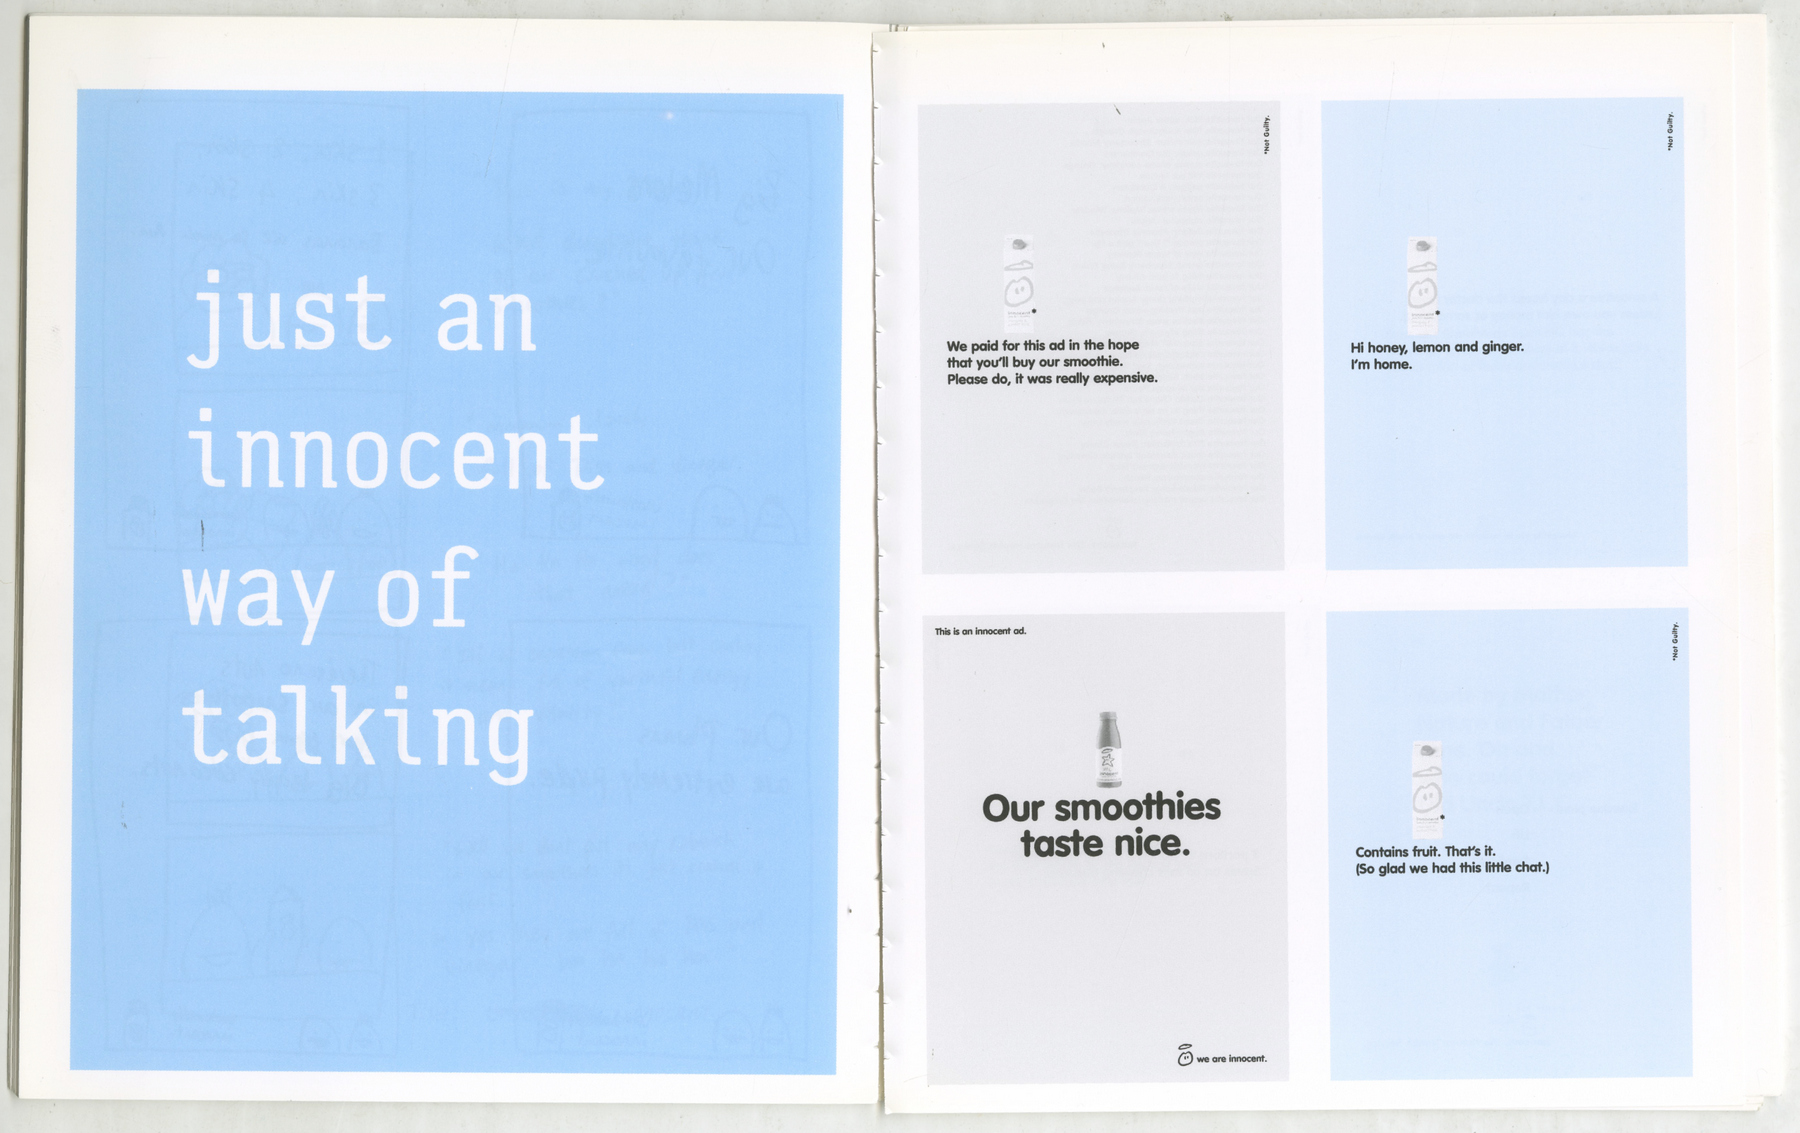 just an
innocent
way of
talking
*Not Guilty.
We paid for this ad in the hope
that you'll buy our smoothie.
Please do, it was really expensive.
*Not Guilty.
Hi honey, lemon and ginger.
I'm home.
This is an innocent ad.
Our smoothies
taste nice.
we are innocent.
*Not Guilty.
Contains fruit. That's it.
(So glad we had this little chat.)